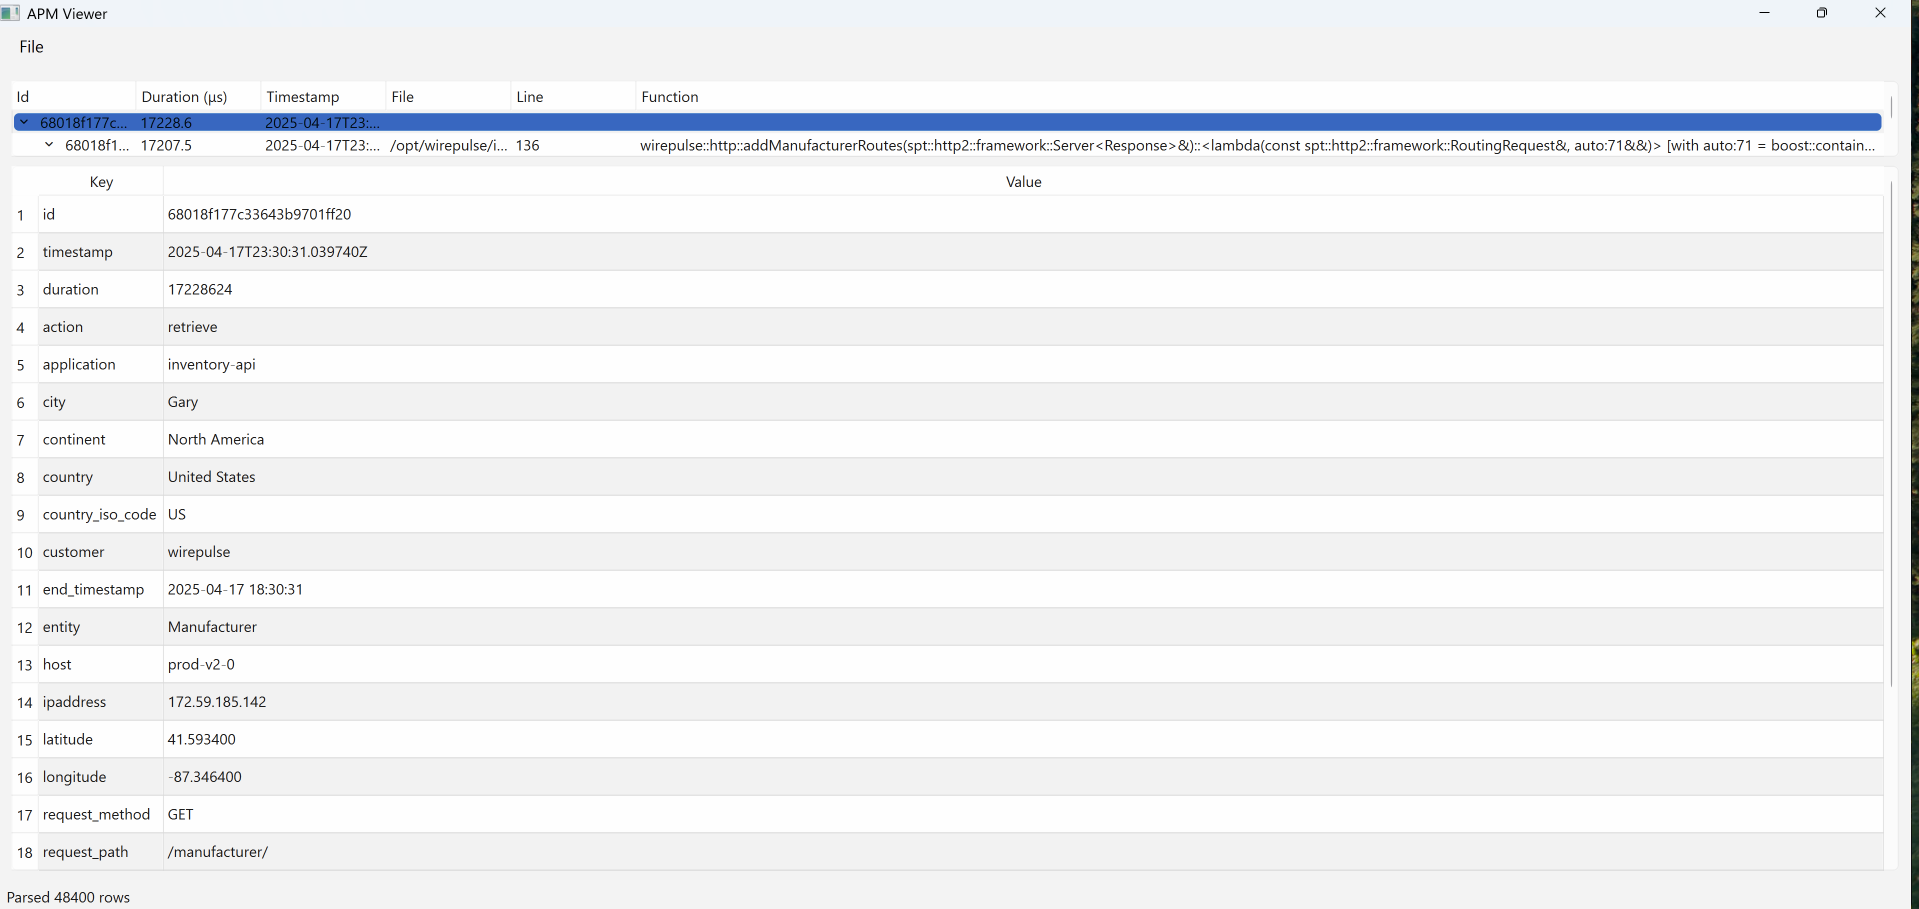 APM Viewer
File
Id Duration (µs) Timestamp File Line Function
68018f177c... 17228.6 2025-04-17T23:...
68018f1... 17207.5 2025-04-17T23:... /opt/wirepulse/i... 136 wirepulse::http::addManufacturerRoutes(spt::http2::framework::Server<Response>&)::<lambda(const spt::http2::framework::RoutingRequest&, auto:71&&)> [with auto:71 = boost::contain...
Key Value
1 id 68018f177c33643b9701ff20
2 timestamp 2025-04-17T23:30:31.039740Z
3 duration 17228624
4 action retrieve
5 application inventory-api
6 city Gary
7 continent North America
8 country United States
9 country_iso_code US
10 customer wirepulse
11 end_timestamp 2025-04-17 18:30:31
12 entity Manufacturer
13 host prod-v2-0
14 ipaddress 172.59.185.142
15 latitude 41.593400
16 longitude -87.346400
17 request_method GET
18 request_path /manufacturer/
Parsed 48400 rows